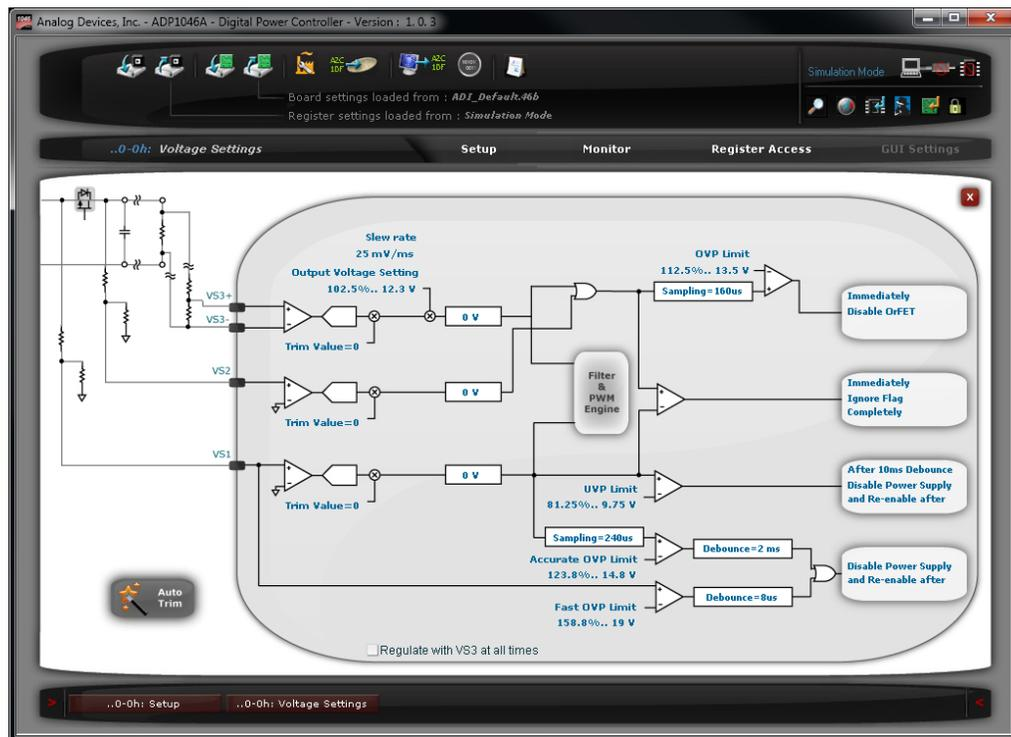 1046 Analog Devices, Inc. - ADP1046A - Digital Power Controller - Version : 1. 0. 3
A2C
1DF
A2C
1DF
Simulation Mode
Board settings loaded from : ADI_Default.46b
Register settings loaded from : Simulation Mode
..0-0h: Voltage Settings
Setup
Monitor
Register Access
GUI Settings
X
Slew rate
25 mV/ms
Output Voltage Setting
102.5%.. 12.3 V
OVP Limit
112.5%.. 13.5 V
Sampling=160us
VS3+
VS3-
0 V
Trim Value=0
Immediately
Disable OrFET
VS2
0 V
Trim Value=0
Filter
&
PWM
Engine
Immediately
Ignore Flag
Completely
VS1
0 V
Trim Value=0
UVP Limit
81.25%.. 9.75 V
After 10ms Debounce
Disable Power Supply
and Re-enable after
Sampling=240us
Debounce=2 ms
Accurate OVP Limit
123.8%.. 14.8 V
Disable Power Supply
and Re-enable after
Debounce=8us
Fast OVP Limit
158.8%.. 19 V
Auto
Trim
Regulate with VS3 at all times
> ..0-0h: Setup
..0-0h: Voltage Settings <